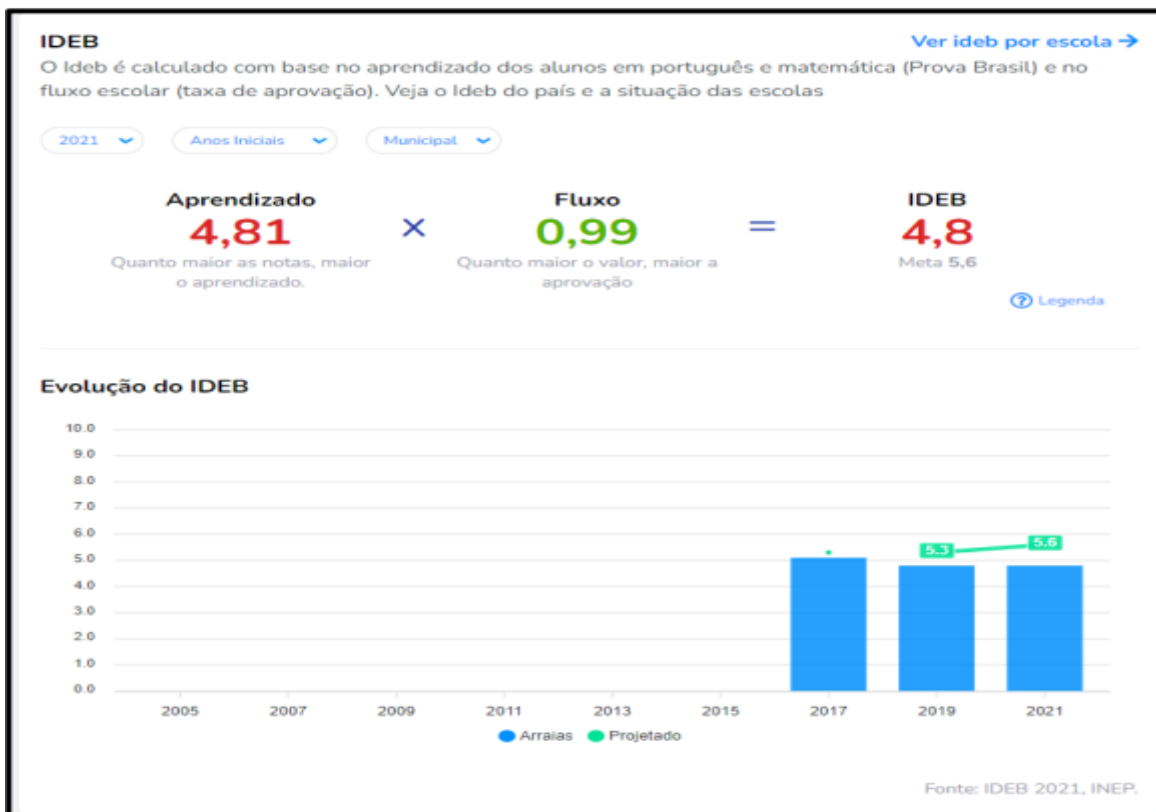 IDEB
Ver ideb por escola →
O Ideb é calculado com base no aprendizado dos alunos em português e matemática (Prova Brasil) e no
fluxo escolar (taxa de aprovação). Veja o Ideb do país e a situação das escolas
2021 Anos Iniciais Municipal
Aprendizado Fluxo IDEB
4,81 × 0,99 = 4,8
Quanto maior as notas, maior Quanto maior o valor, maior a Meta 5,6
o aprendizado. aprovação
? Legenda
Evolução do IDEB
10.0
9.0
8.0
7.0
6.0
5.0
4.0
3.0
2.0
1.0
0.0
5.3 5.6
2005 2007 2009 2011 2013 2015 2017 2019 2021
Arraias Projetado
Fonte: IDEB 2021, INEP.